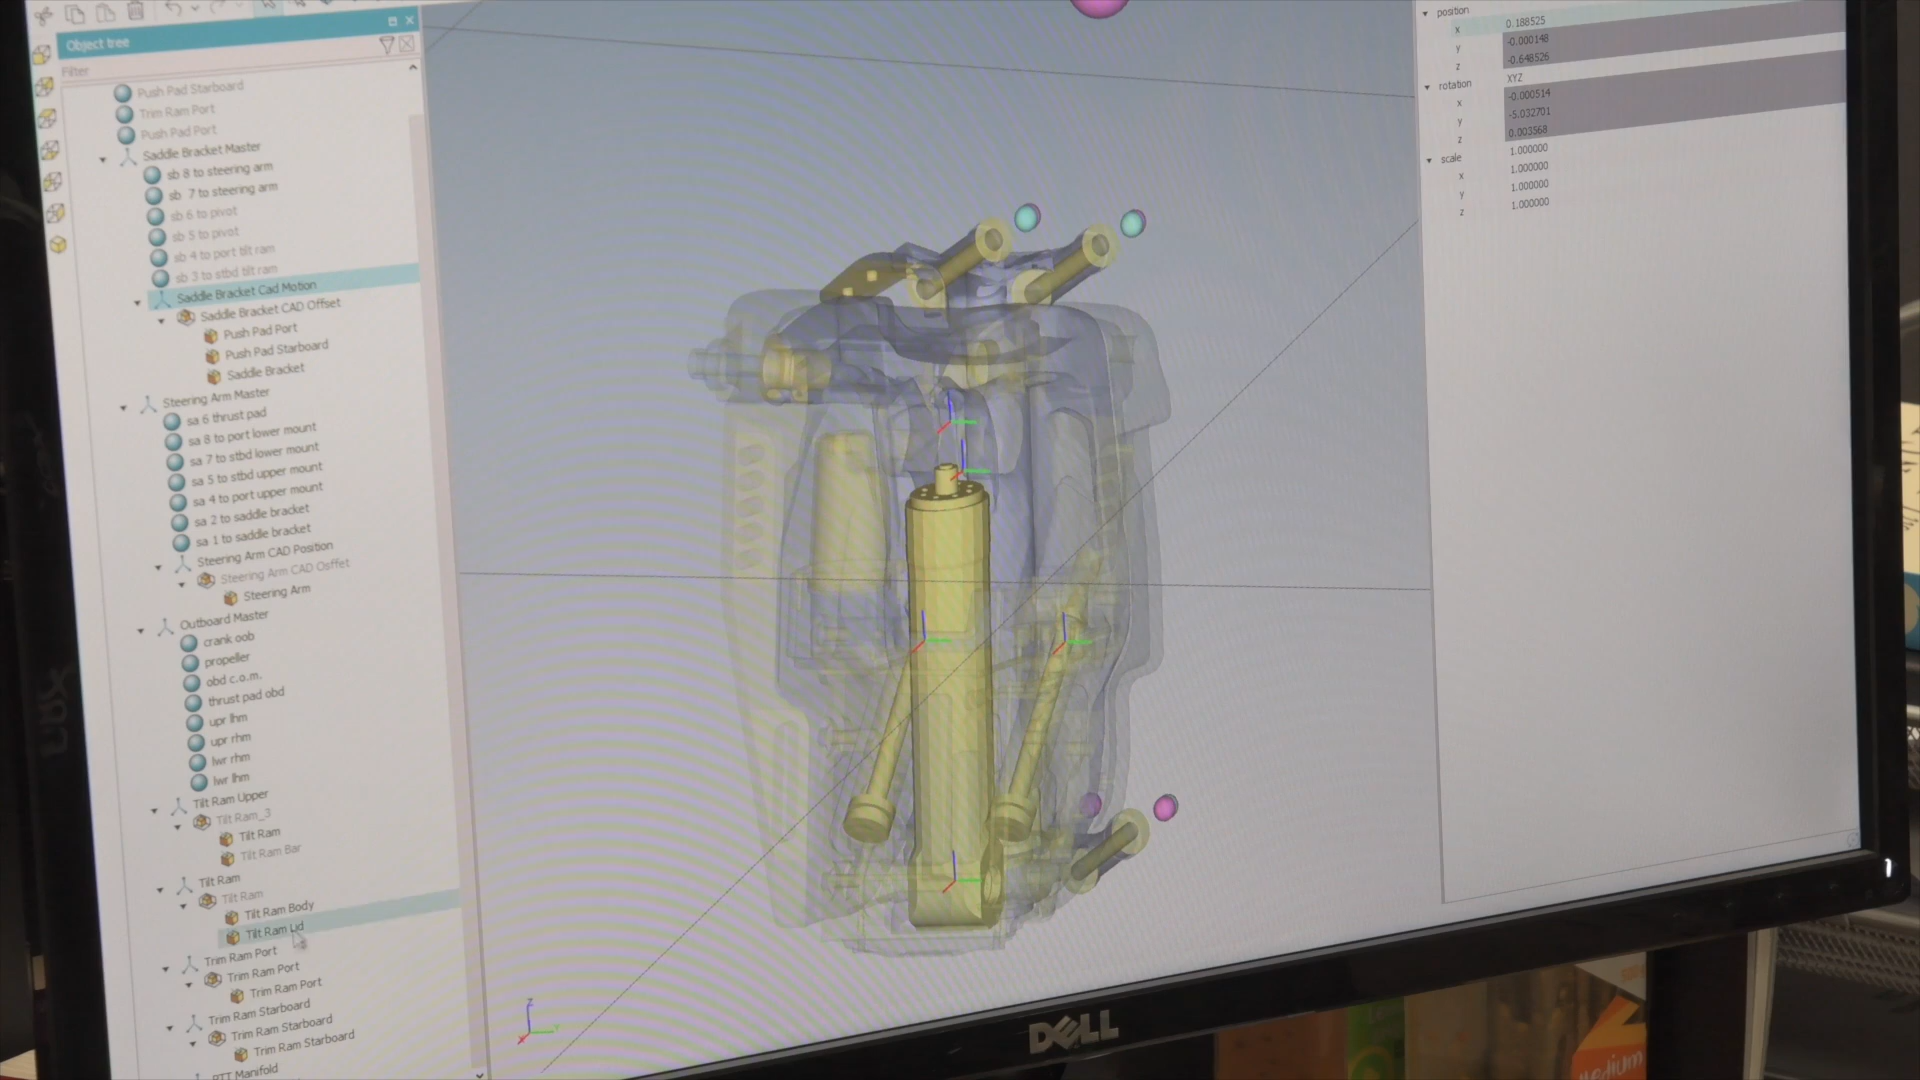 Object tree
Filter
Push Pad Starboard
Trim Ram Port
Push Pad Port
Saddle Bracket Master
sb 8 to steering arm
sb 7 to steering arm
sb 6 to pivot
sb 5 to pivot
sb 4 to port tilt ram
sb 3 to stbd tilt ram
Saddle Bracket Cad Motion
Saddle Bracket CAD Offset
Push Pad Port
Push Pad Starboard
Saddle Bracket
Steering Arm Master
sa 6 thrust pad
sa 8 to port lower mount
sa 7 to stbd lower mount
sa 5 to stbd upper mount
sa 4 to port upper mount
sa 2 to saddle bracket
sa 1 to saddle bracket
Steering Arm CAD Position
Steering Arm CAD Osffet
Steering Arm
Outboard Master
crank oob
propeller
obd c.o.m.
thrust pad obd
upr lhm
upr rhm
lwr rhm
lwr lhm
Tilt Ram Upper
Tilt Ram_3
Tilt Ram
Tilt Ram Bar
Tilt Ram
Tilt Ram
Tilt Ram Body
Tilt Ram Lid
Trim Ram Port
Trim Ram Port
Trim Ram Port
Trim Ram Starboard
Trim Ram Starboard
Trim Ram Starboard
PTT Manifold
position
x 0.188525
y -0.000148
z -0.648526
rotation XYZ
x -0.000514
y -5.032701
z 0.003568
scale 1.000000
x 1.000000
y 1.000000
z 1.000000
z
x
DELL
Medium